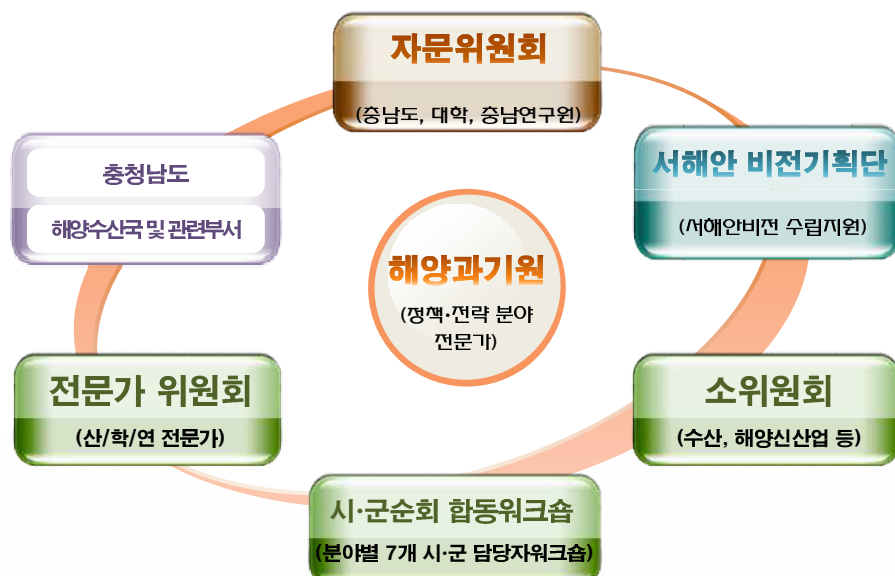 자문위원회
(충남도, 대학, 충남연구원)
충청남도
해양수산국 및 관련부서
서해안 비전기획단
(서해안비전 수립지원)
해양과기원
(정책·전략 분야
전문가)
전문가 위원회
(산/학/연 전문가)
소위원회
(수산, 해양신산업 등)
시·군순회 합동워크숍
(분야별 7개 시·군 담당자워크숍)